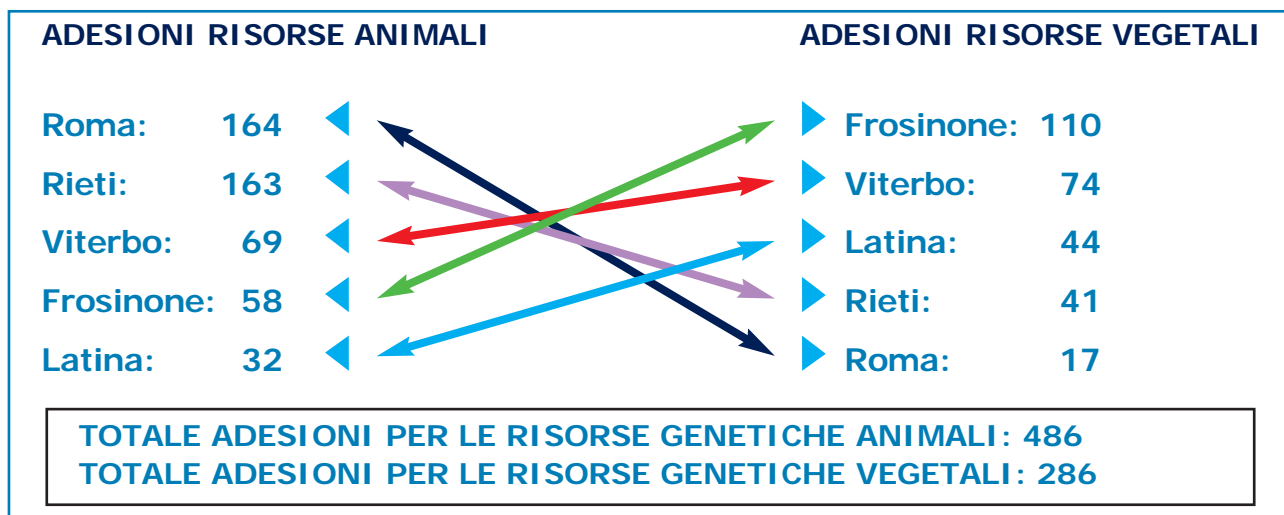 ADESIONI RISORSE ANIMALI
Roma: 164
Rieti: 163
Viterbo: 69
Frosinone: 58
Latina: 32
ADESIONI RISORSE VEGETALI
Frosinone: 110
Viterbo: 74
Latina: 44
Rieti: 41
Roma: 17
TOTALE ADESIONI PER LE RISORSE GENETICHE ANIMALI: 486
TOTALE ADESIONI PER LE RISORSE GENETICHE VEGETALI: 286